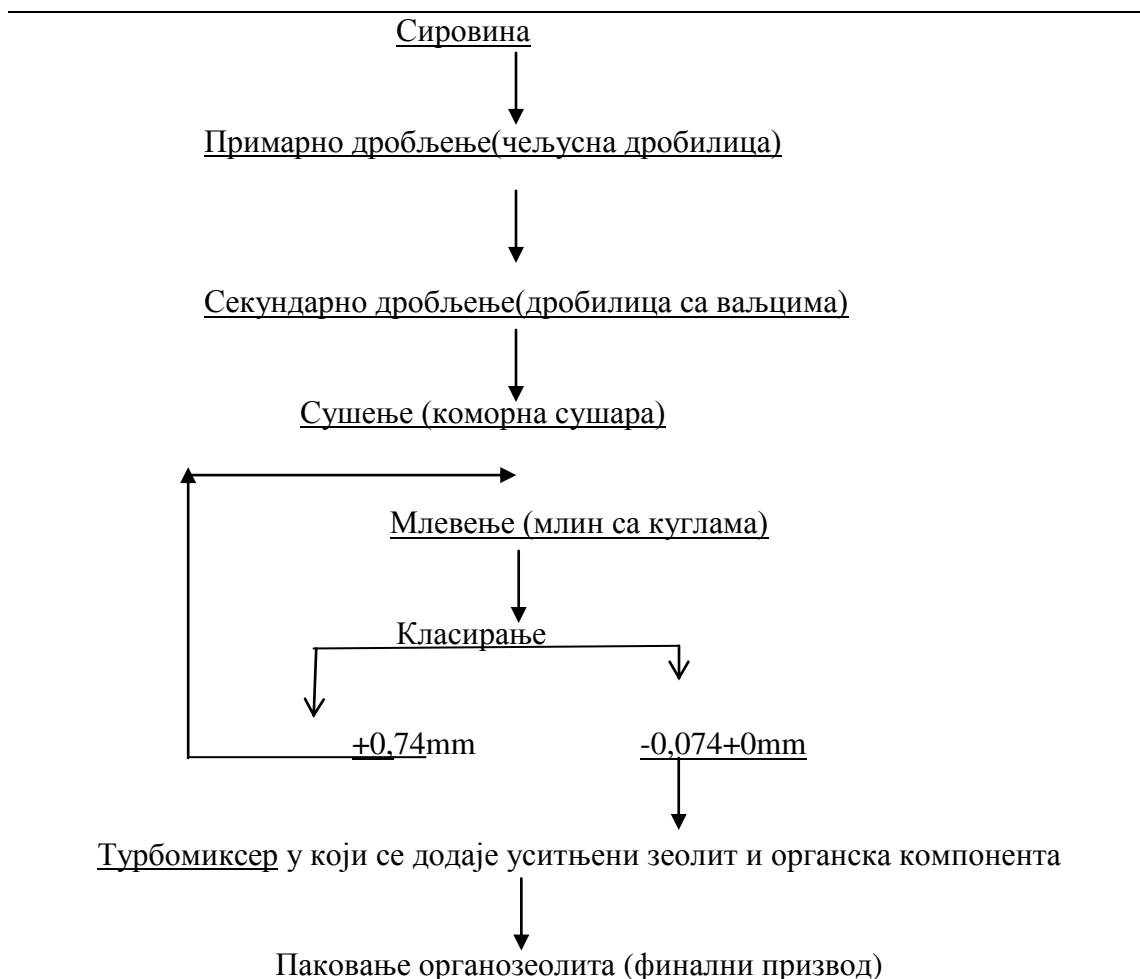 Сировина
Примарно дробљење(чељусна дробилица)
Секундарно дробљење(дробилица са ваљцима)
Сушење (коморна сушара)
Млевење (млин са куглама)
Класирање
+0,74mm -0,074+0mm
Турбомиксер у који се додаје уситњени зеолит и органска компонента
Паковање органозеолита (финални призвод)